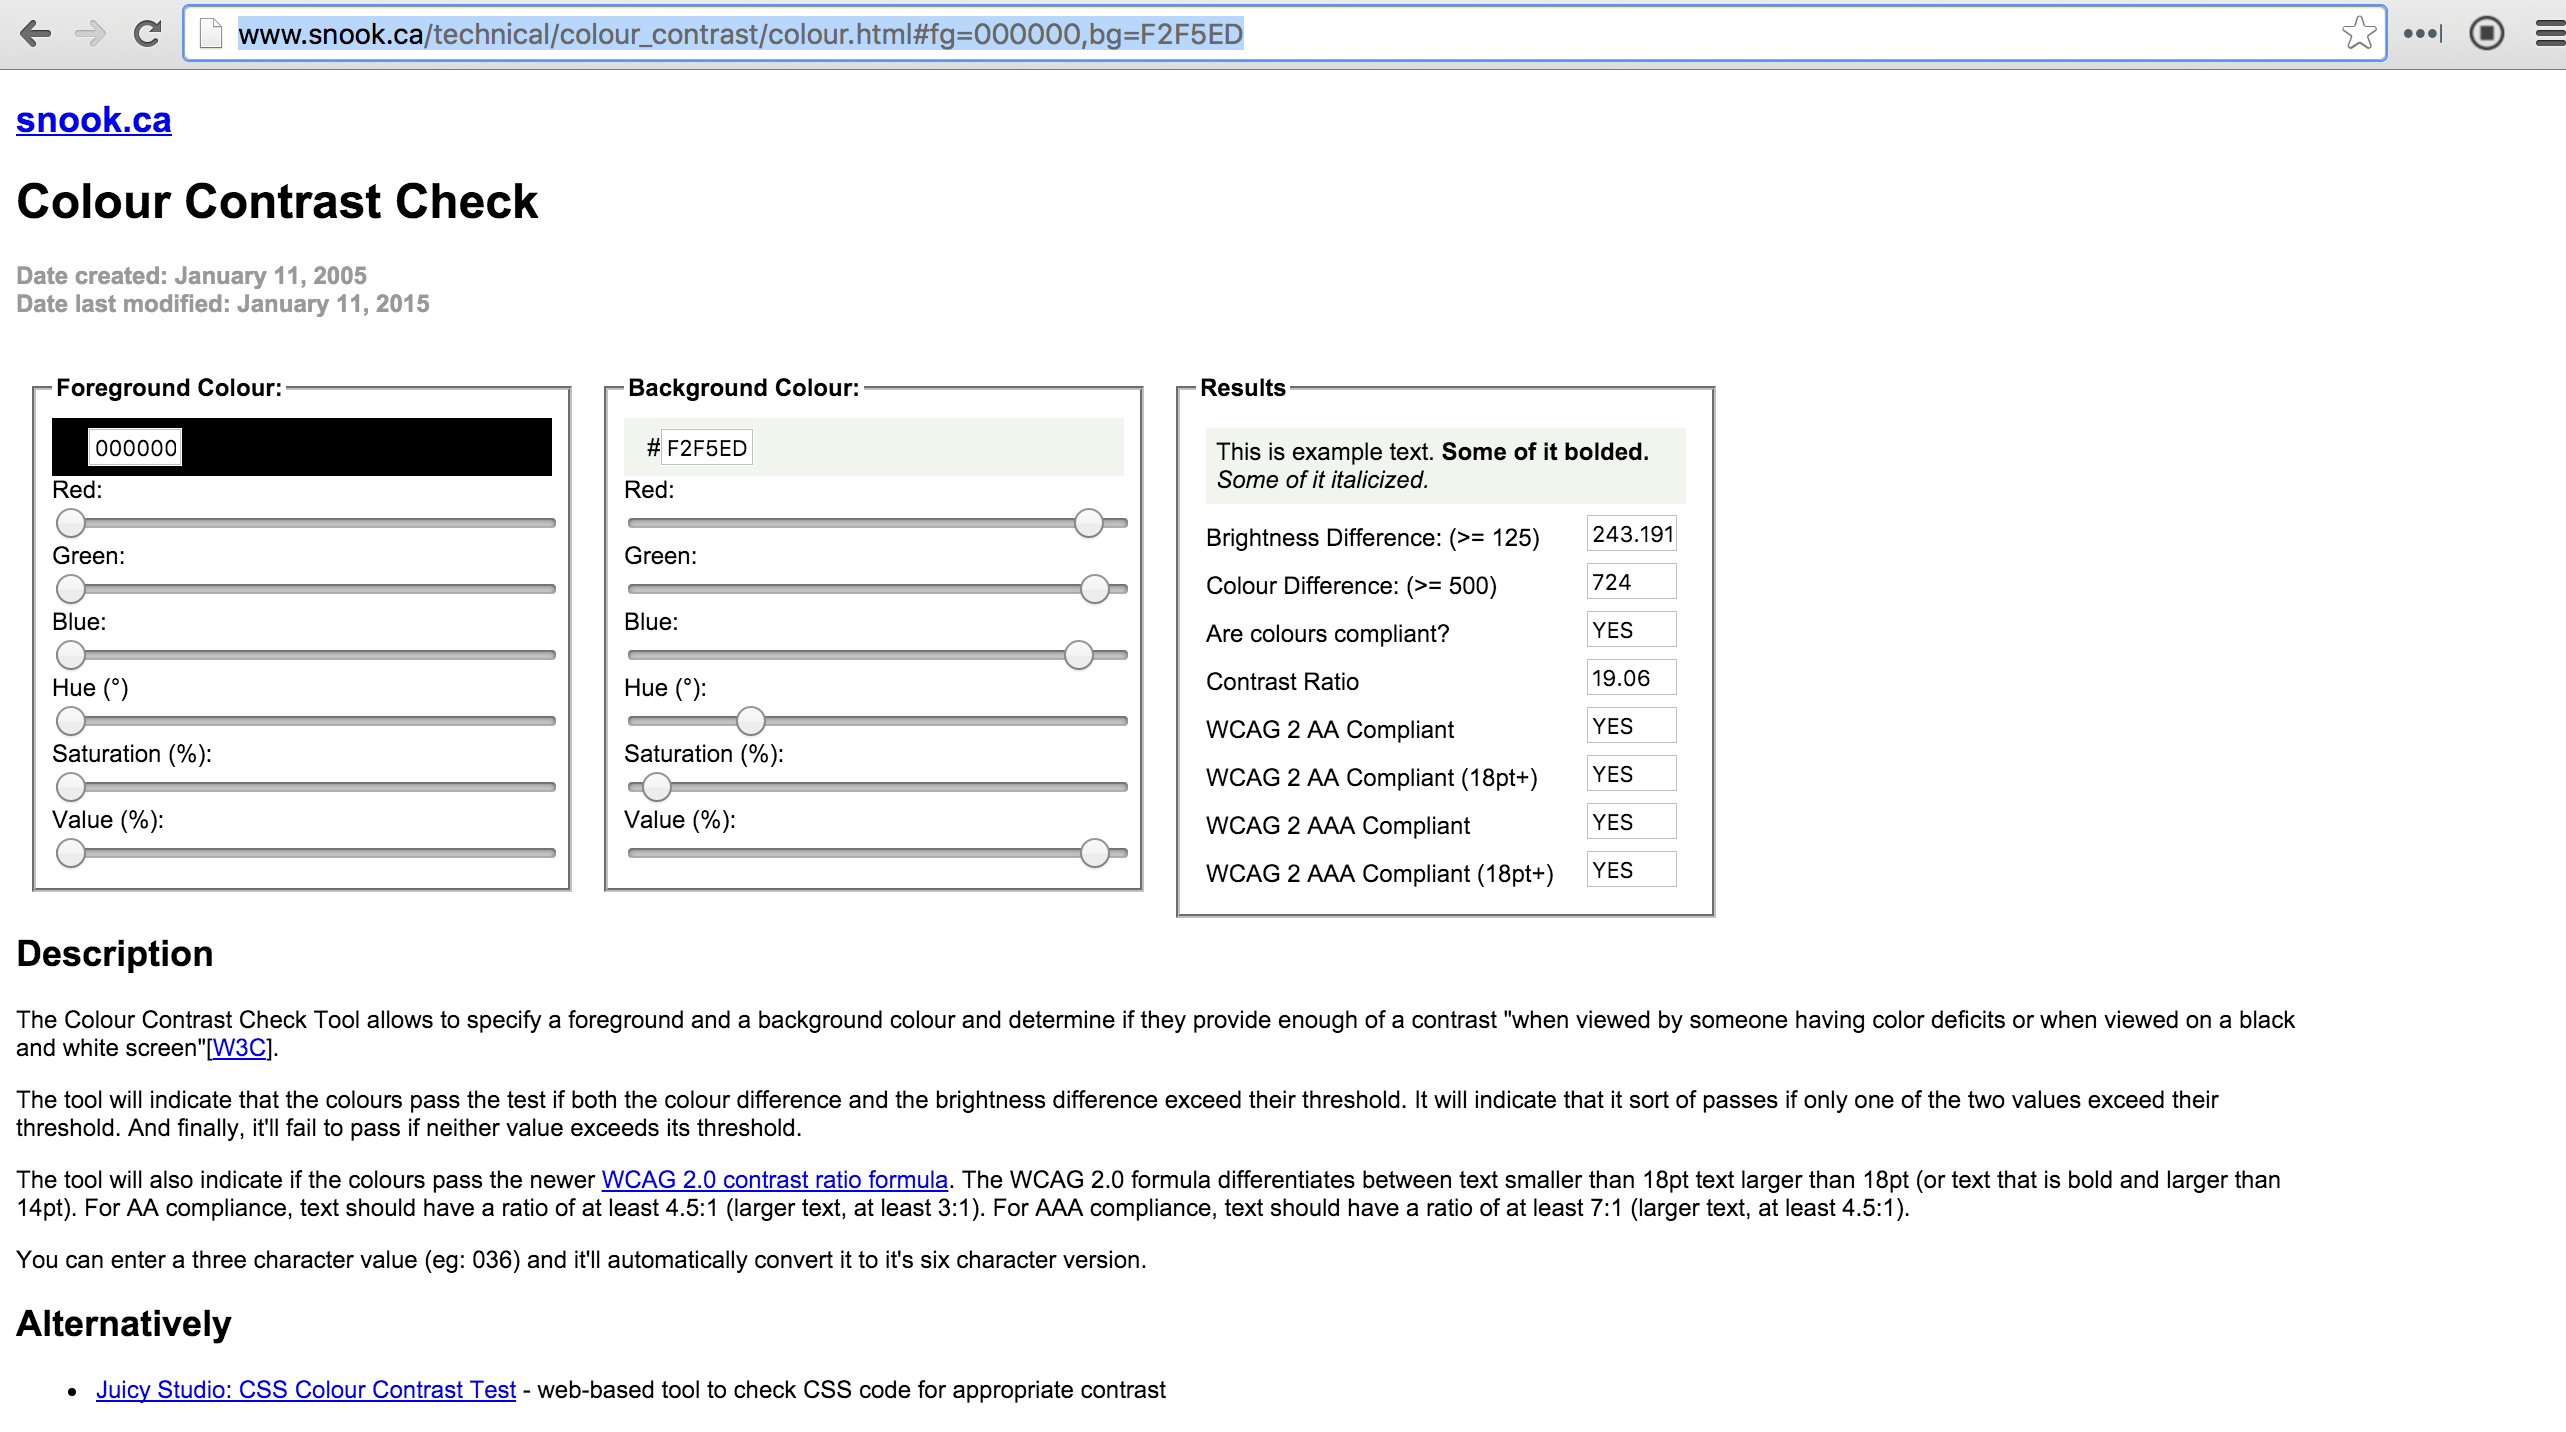 www.snook.ca/technical/colour_contrast/colour.html#fg=000000,bg=F2F5ED
snook.ca
Colour Contrast Check
Date created: January 11, 2005
Date last modified: January 11, 2015
Foreground Colour:
000000
Red:
Green:
Blue:
Hue (°)
Saturation (%):
Value (%):
Background Colour:
#F2F5ED
Red:
Green:
Blue:
Hue (°):
Saturation (%):
Value (%):
Results
This is example text. Some of it bolded.
Some of it italicized.
Brightness Difference: (>= 125) 243.191
Colour Difference: (>= 500) 724
Are colours compliant? YES
Contrast Ratio 19.06
WCAG 2 AA Compliant YES
WCAG 2 AA Compliant (18pt+) YES
WCAG 2 AAA Compliant YES
WCAG 2 AAA Compliant (18pt+) YES
Description
The Colour Contrast Check Tool allows to specify a foreground and a background colour and determine if they provide enough of a contrast "when viewed by someone having color deficits or when viewed on a black
and white screen"[W3C].
The tool will indicate that the colours pass the test if both the colour difference and the brightness difference exceed their threshold. It will indicate that it sort of passes if only one of the two values exceed their
threshold. And finally, it'll fail to pass if neither value exceeds its threshold.
The tool will also indicate if the colours pass the newer WCAG 2.0 contrast ratio formula. The WCAG 2.0 formula differentiates between text smaller than 18pt text larger than 18pt (or text that is bold and larger than
14pt). For AA compliance, text should have a ratio of at least 4.5:1 (larger text, at least 3:1). For AAA compliance, text should have a ratio of at least 7:1 (larger text, at least 4.5:1).
You can enter a three character value (eg: 036) and it'll automatically convert it to it's six character version.
Alternatively
• Juicy Studio: CSS Colour Contrast Test - web-based tool to check CSS code for appropriate contrast